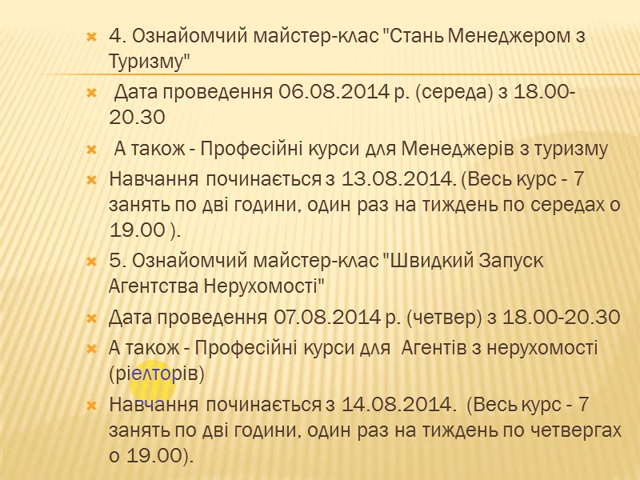 4. Ознайомчий майстер-клас "Стань Менеджером з
Туризму"
Дата проведення 06.08.2014 р. (середа) з 18.00-
20.30
А також - Професійні курси для Менеджерів з туризму
Навчання починається з 13.08.2014. (Весь курс - 7
занять по дві години, один раз на тиждень по середах о
19.00 ).
5. Ознайомчий майстер-клас "Швидкий Запуск
Агентства Нерухомості"
Дата проведення 07.08.2014 р. (четвер) з 18.00-20.30
А також - Професійні курси для Агентів з нерухомості
(ріелторів)
Навчання починається з 14.08.2014. (Весь курс - 7
занять по дві години, один раз на тиждень по четвергах
о 19.00).